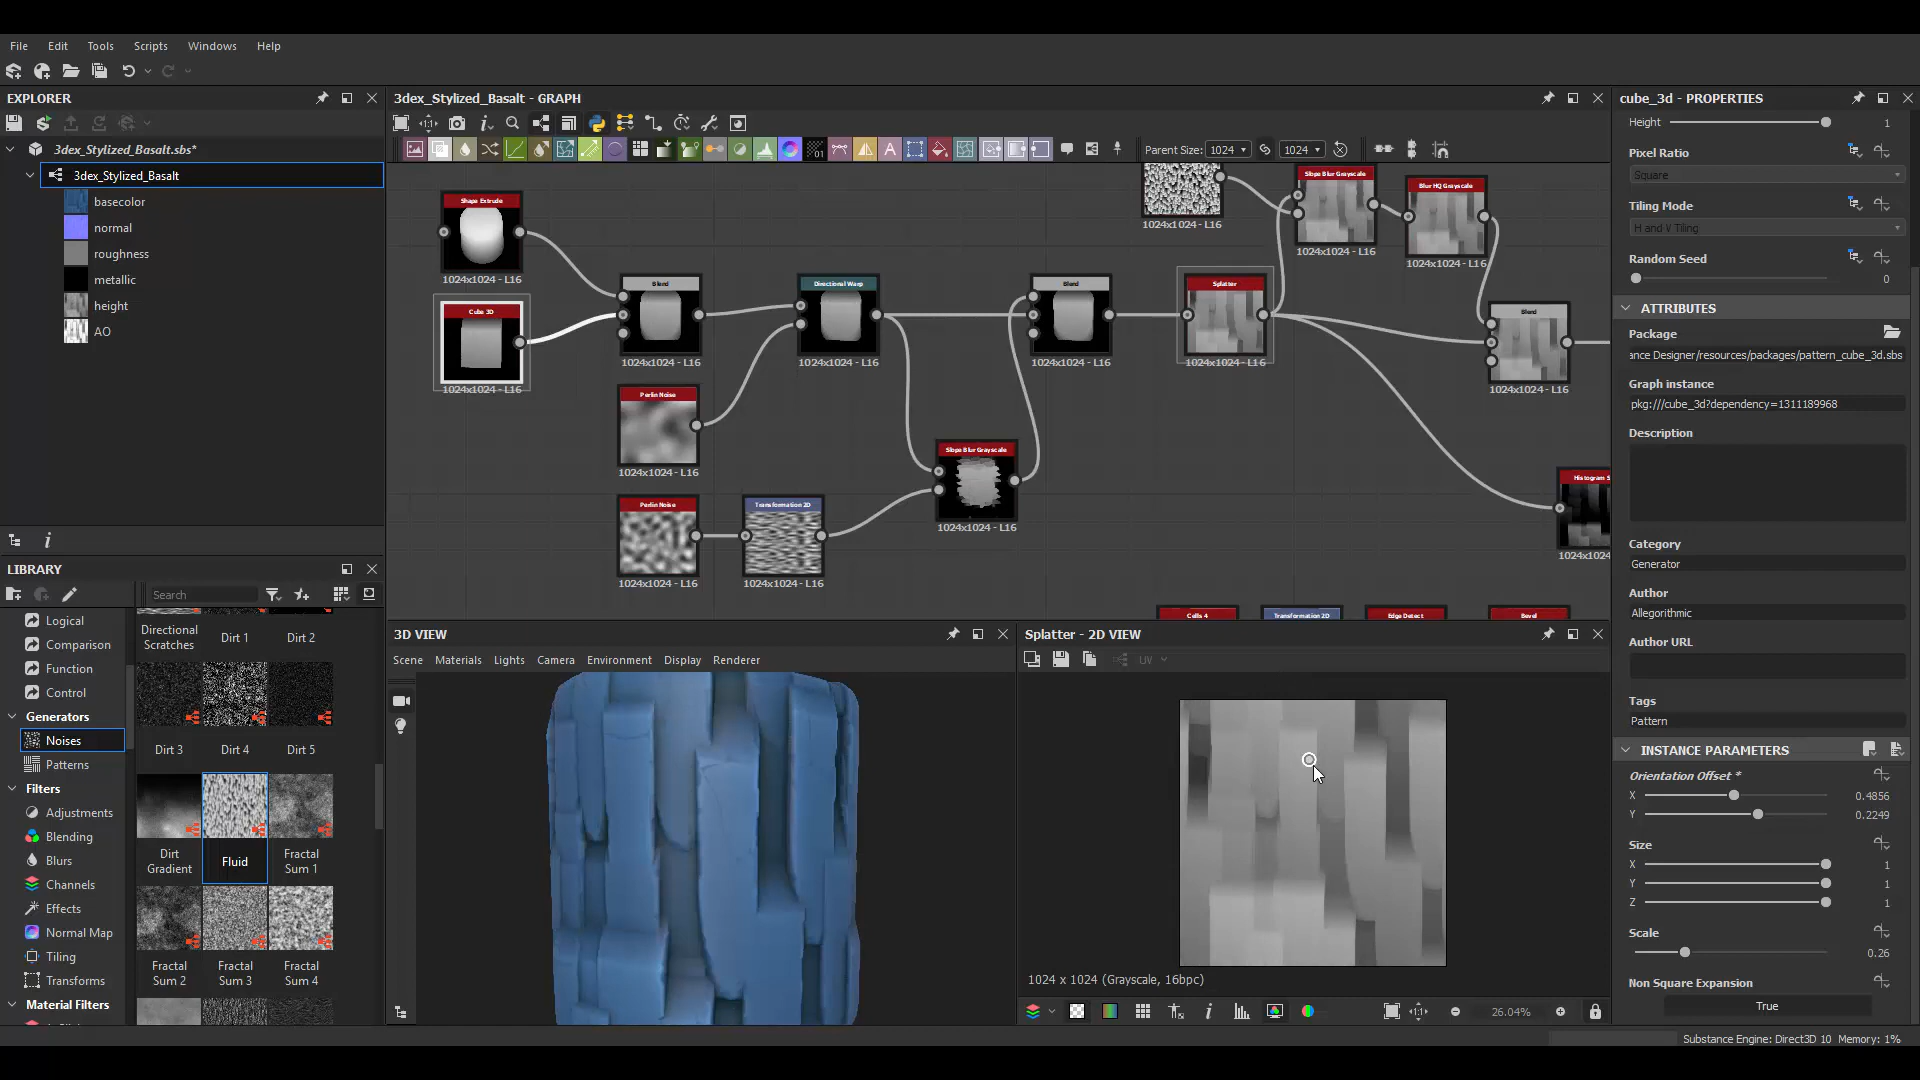 File Edit Tools Scripts Windows Help
EXPLORER
3dex_Stylized_Basalt.sbs*
3dex_Stylized_Basalt
basecolor
normal
roughness
metallic
height
AO
LIBRARY
Search
Logical
Comparison
Function
Control
Generators
Noises
Patterns
Filters
Adjustments
Blending
Blurs
Channels
Effects
Normal Map
Tiling
Transforms
Material Filters
Directional Scratches
Dirt 1
Dirt 2
Dirt 3
Dirt 4
Dirt 5
Dirt Gradient
Fluid
Fractal Sum 1
Fractal Sum 2
Fractal Sum 3
Fractal Sum 4
3dex_Stylized_Basalt - GRAPH
Parent Size: 1024 1024
Shape Extrude
1024x1024 - L16
Cube 3D
1024x1024 - L16
Blend
1024x1024 - L16
Perlin Noise
1024x1024 - L16
Perlin Noise
1024x1024 - L16
Transformation 2D
1024x1024 - L16
Directional Warp
1024x1024 - L16
Slope Blur Grayscale
1024x1024 - L16
Blend
1024x1024 - L16
Splatter
1024x1024 - L16
1024x1024 - L16
Slope Blur Grayscale
1024x1024 - L16
Blur HQ Grayscale
1024x1024 - L16
Blend
1024x1024 - L16
Histogram S
1024x1024
Cells 4
Transformation 2D
Edge Detect
Bevel
3D VIEW
Scene Materials Lights Camera Environment Display Renderer
Splatter - 2D VIEW
UV
1024 x 1024 (Grayscale, 16bpc)
26.04%
cube_3d - PROPERTIES
Height 1
Pixel Ratio
Square
Tiling Mode
H and V Tiling
Random Seed
0
ATTRIBUTES
Package
ance Designer/resources/packages/pattern_cube_3d.sbs
Graph instance
pkg:///cube_3d?dependency=1311189968
Description
Category
Generator
Author
Allegorithmic
Author URL
Tags
Pattern
INSTANCE PARAMETERS
Orientation Offset *
X 0.4856
Y 0.2249
Size
X 1
Y 1
Z 1
Scale
0.26
Non Square Expansion
True
Substance Engine: Direct3D 10 Memory: 1%